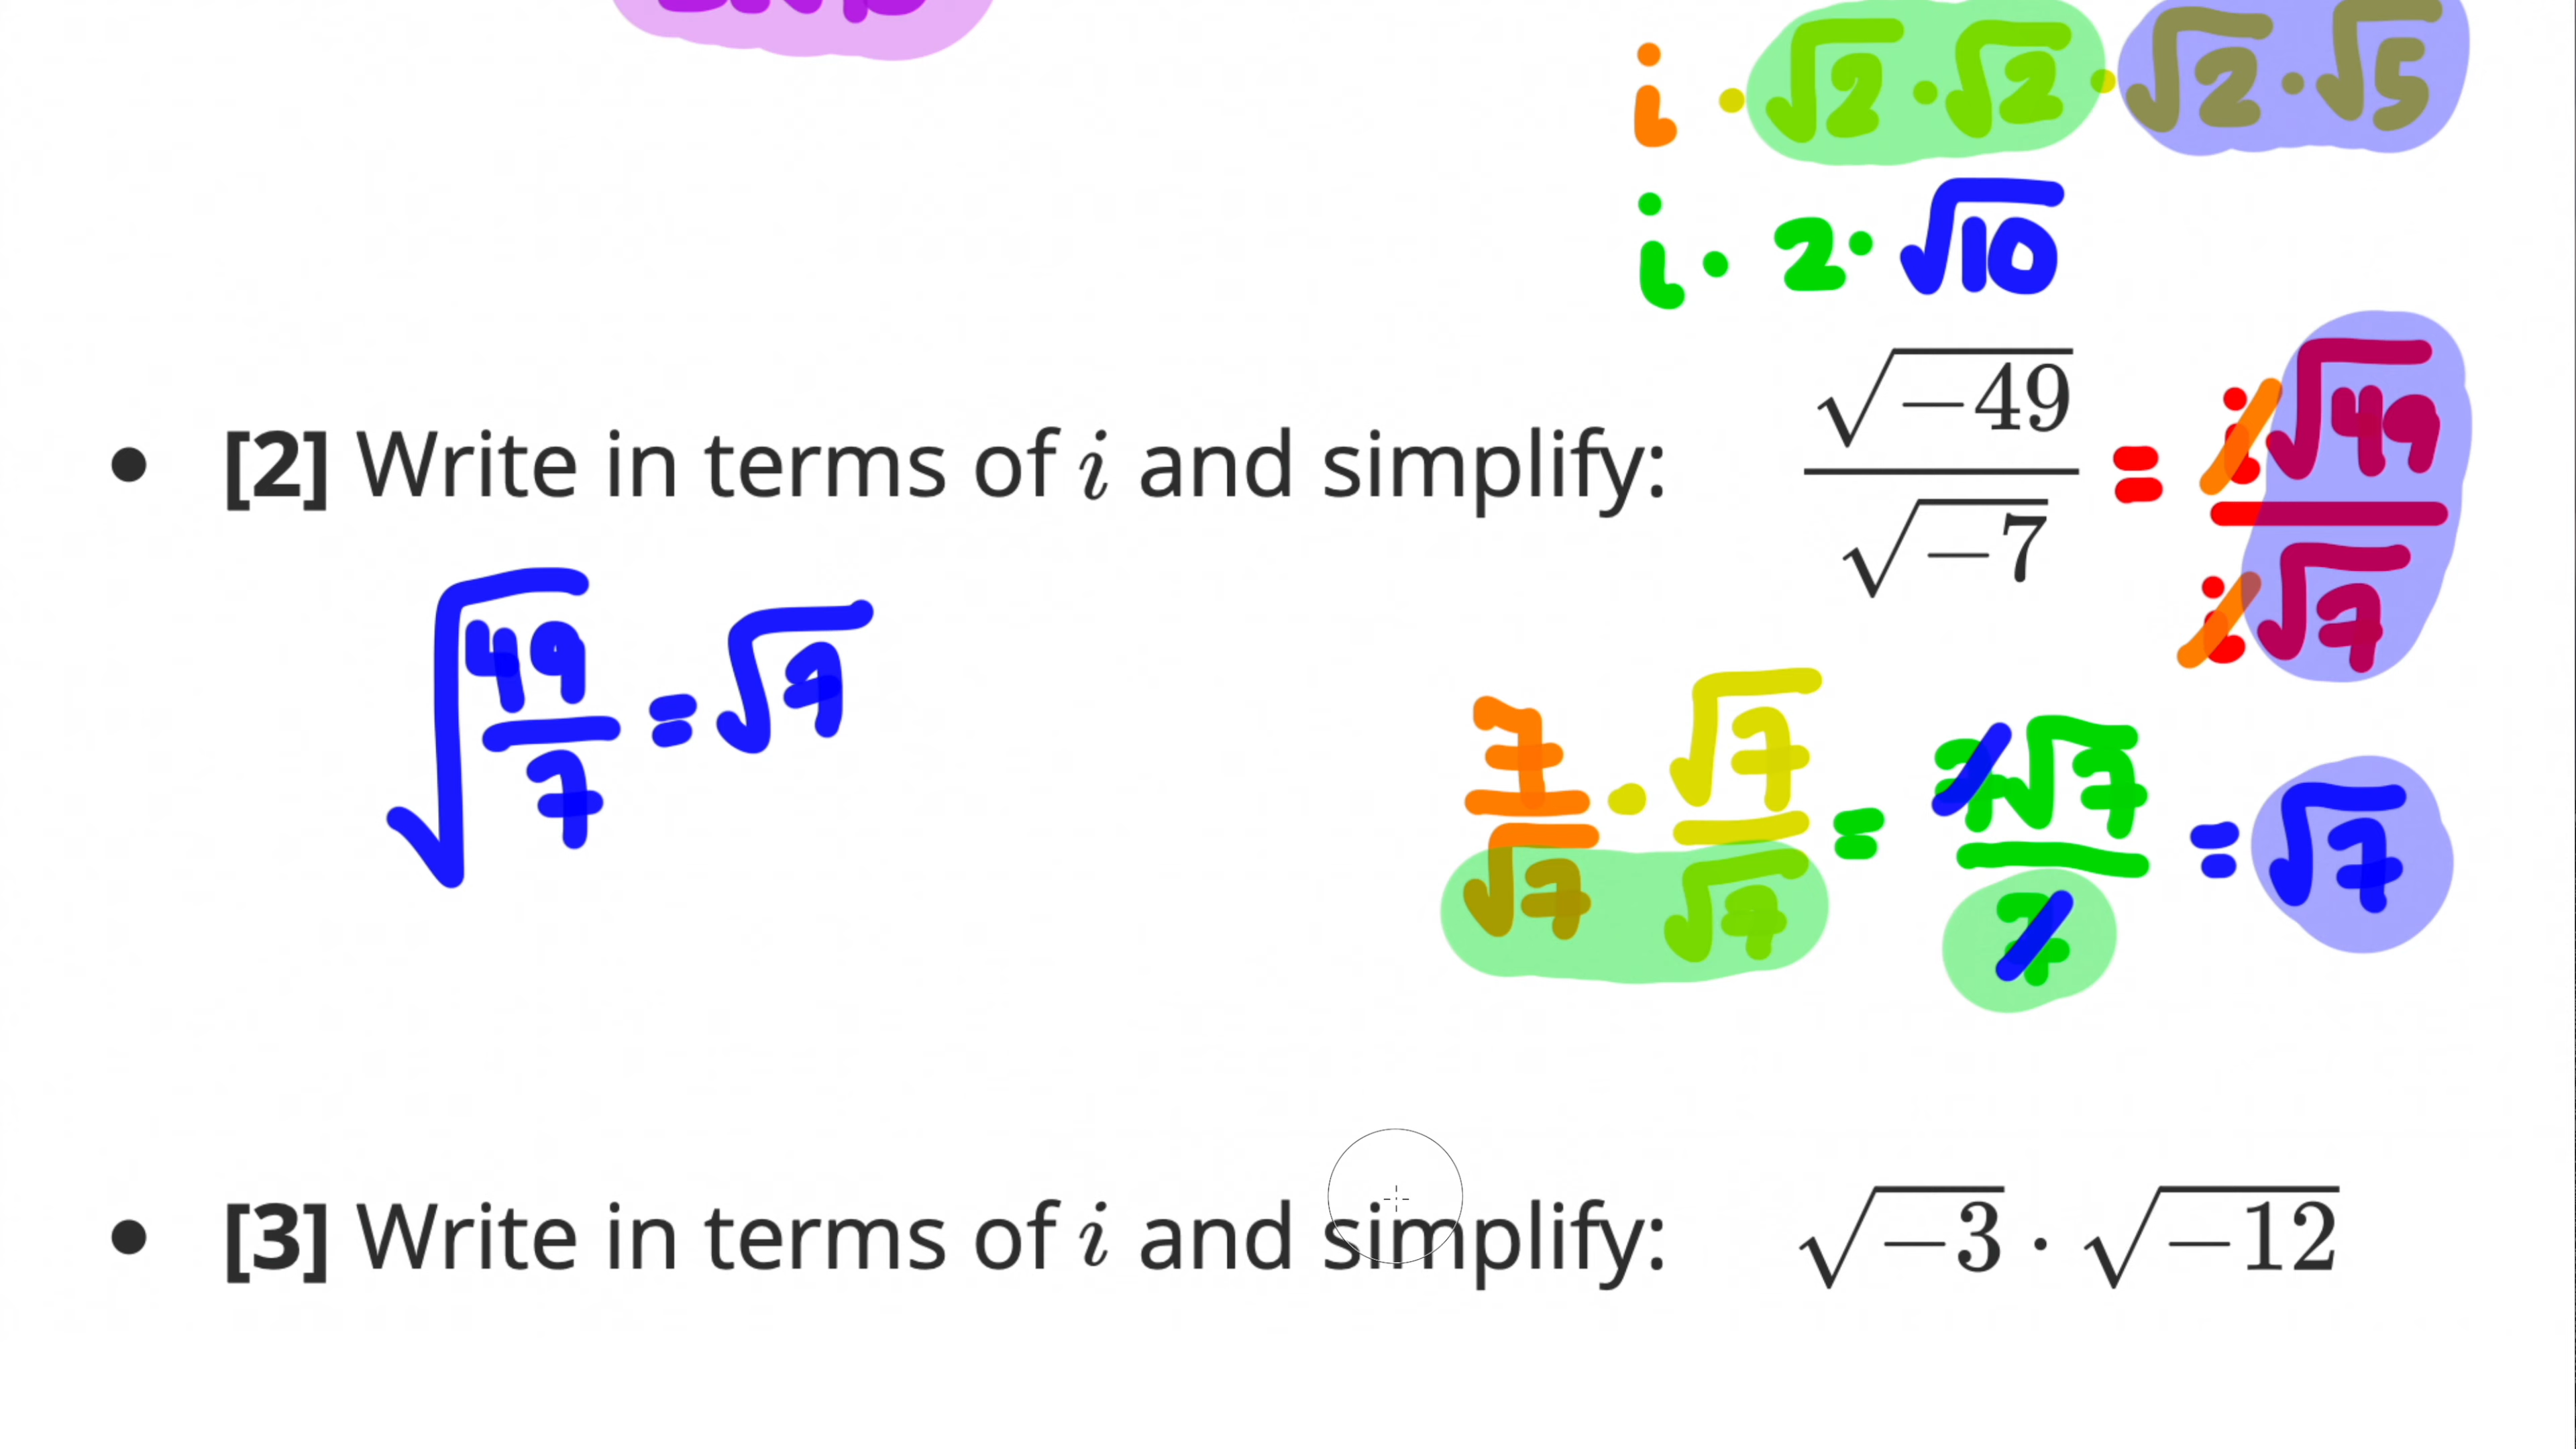 i · √2 · √2 · √2 · √5
i · 2 · √10
• [2] Write in terms of i and simplify: √−49 / √−7 = i√49 / i√7
√(49/7) = √7
7/√7 · √7/√7 = 7√7/7 = √7
• [3] Write in terms of i and simplify: √−3 · √−12